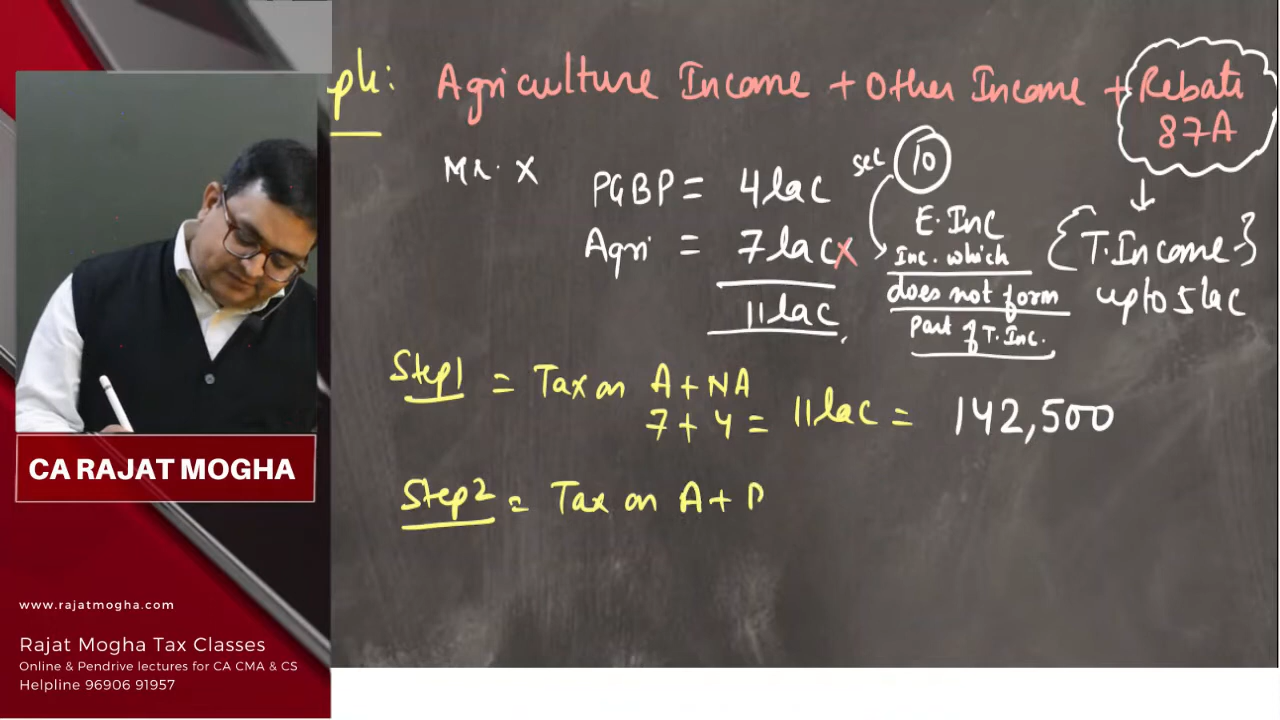 ple:
Agriculture Income + Other Income + Rebate
87A
Mr. X
PGBP = 4 lac
Sec 10
Agri = 7 lac x
11 lac
E. Inc
Inc. which
does not form
part of T. Inc.
{T. Income}
upto 5 lac
Step1 = Tax on A + NA
7 + 4 = 11 lac = 142,500
Step2 = Tax on A +
CA RAJAT MOGHA
www.rajatmogha.com
Rajat Mogha Tax Classes
Online & Pendrive lectures for CA CMA & CS
Helpline 96906 91957